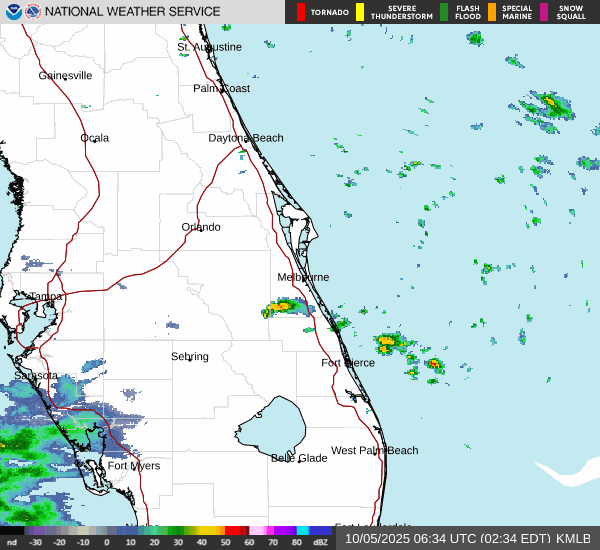 NATIONAL WEATHER SERVICE
TORNADO
SEVERE THUNDERSTORM
FLASH FLOOD
SPECIAL MARINE
SNOW SQUALL
St. Augustine
Gainesville
Palm Coast
Ocala
Daytona Beach
Orlando
Melbourne
Tampa
Sebring
Fort Pierce
Sarasota
West Palm Beach
Belle Glade
Fort Myers
nd -30 -20 -10 0 10 20 30 40 50 60 70 80 dBZ
10/05/2025 06:34 UTC (02:34 EDT) KMLB